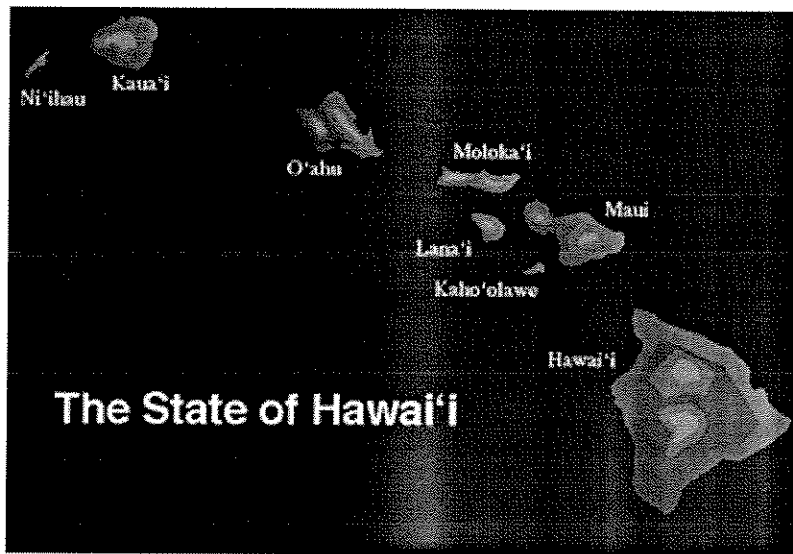 Ni‘ihau
Kaua‘i
O‘ahu
Moloka‘i
Maui
Lana‘i
Kaho‘olawe
Hawai‘i
The State of Hawai‘i